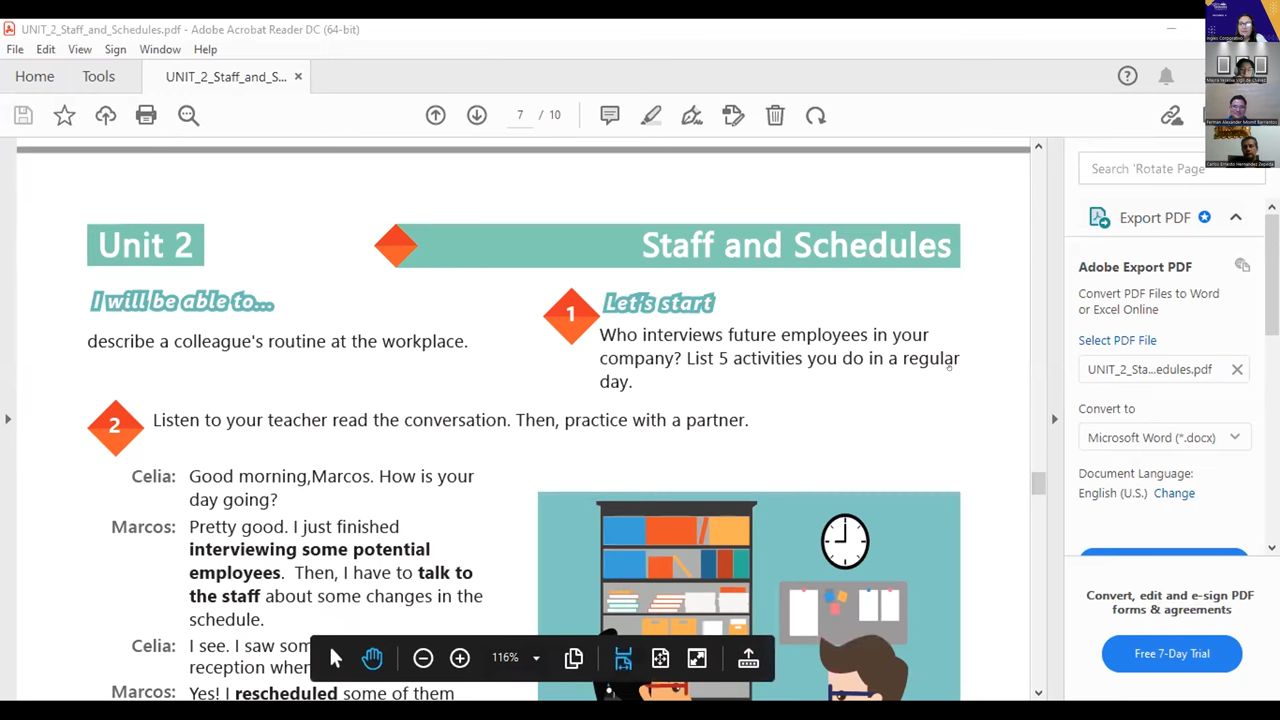 UNIT_2_Staff_and_Schedules.pdf - Adobe Acrobat Reader DC (64-bit)
File Edit View Sign Window Help
Home Tools UNIT_2_Staff_and_S... ×
7 / 10
Search 'Rotate Page
Export PDF
Adobe Export PDF
Convert PDF Files to Word
or Excel Online
Select PDF File
UNIT_2_Sta...edules.pdf
Convert to
Microsoft Word (*.docx)
Document Language:
English (U.S.) Change
Convert, edit and e-sign PDF
forms & agreements
Free 7-Day Trial
Unit 2
Staff and Schedules
I will be able to...
describe a colleague's routine at the workplace.
1 Let's start
Who interviews future employees in your
company? List 5 activities you do in a regular
day.
2 Listen to your teacher read the conversation. Then, practice with a partner.
Celia: Good morning,Marcos. How is your
day going?
Marcos: Pretty good. I just finished
interviewing some potential
employees. Then, I have to talk to
the staff about some changes in the
schedule.
Celia: I see. I saw som
reception when
Marcos: Yes! I rescheduled some of them
116%
Ingles Corporativo